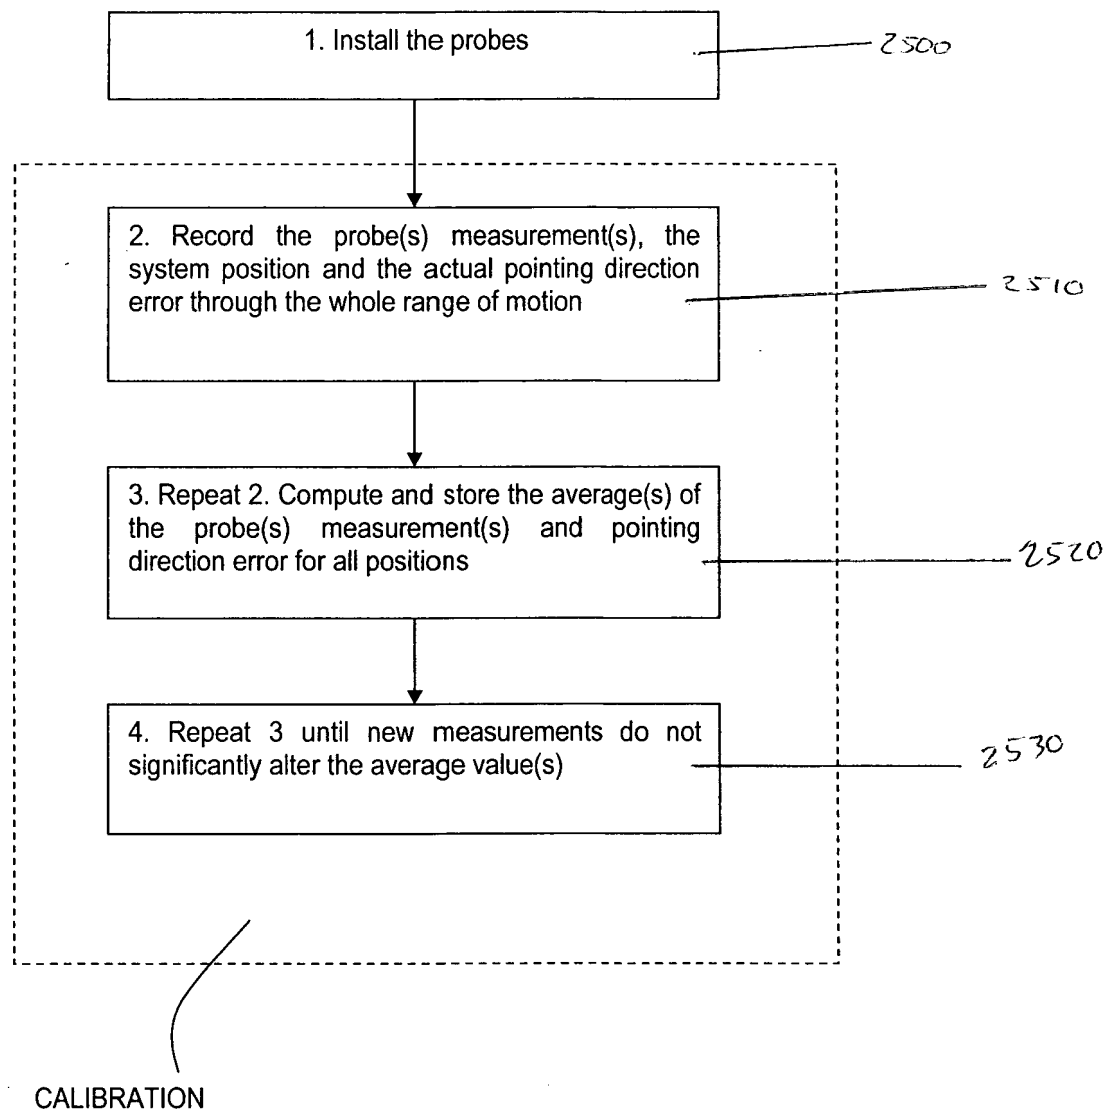 1. Install the probes
2500
2. Record the probe(s) measurement(s), the
system position and the actual pointing direction
error through the whole range of motion
2510
3. Repeat 2. Compute and store the average(s) of
the probe(s) measurement(s) and pointing
direction error for all positions
2520
4. Repeat 3 until new measurements do not
significantly alter the average value(s)
2530
CALIBRATION